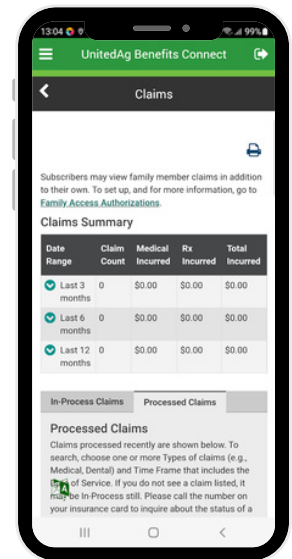 13:04 99%
UnitedAg Benefits Connect
Claims
Subscribers may view family member claims in addition
to their own. To set up, and for more information, go to
Family Access Authorizations.
Claims Summary
Date Range Claim Count Medical Incurred Rx Incurred Total Incurred
Last 3 months 0 $0.00 $0.00 $0.00
Last 6 months 0 $0.00 $0.00 $0.00
Last 12 months 0 $0.00 $0.00 $0.00
In-Process Claims Processed Claims
Processed Claims
Claims processed recently are shown below. To
search, choose one or more Types of claims (e.g.,
Medical, Dental) and Time Frame that includes the
of Service. If you do not see a claim listed, it
be In-Process still. Please call the number on
your insurance card to inquire about the status of a